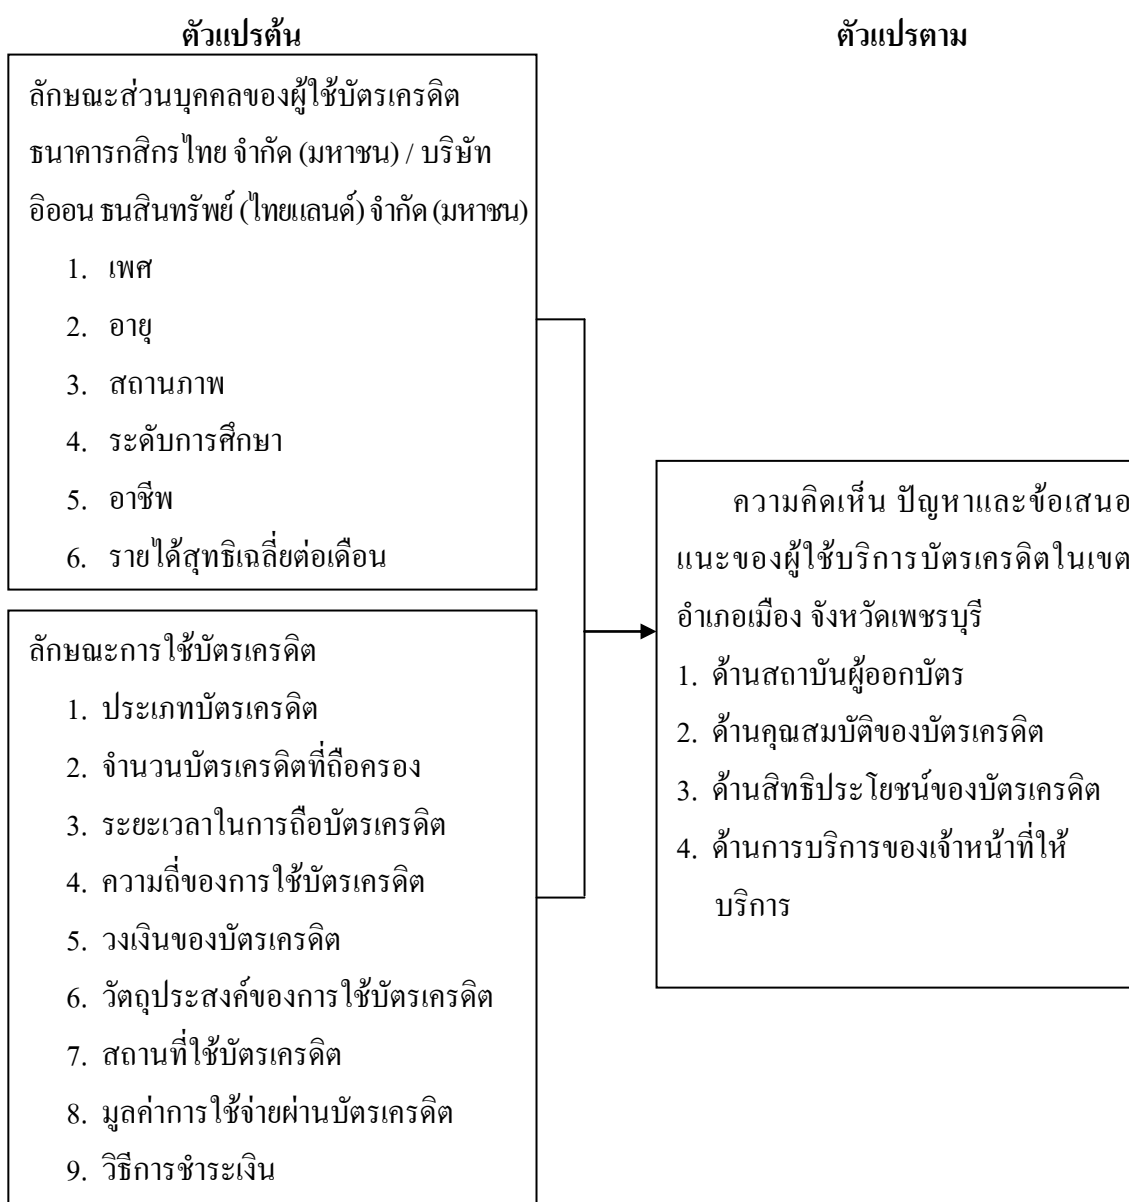 ตัวแปรต้น
ตัวแปรตาม
ลักษณะส่วนบุคคลของผู้ใช้บัตรเครดิต
ธนาคารกสิกรไทย จำกัด (มหาชน) / บริษัท
อิออน ธนสินทรัพย์ (ไทยแลนด์) จำกัด (มหาชน)
1. เพศ
2. อายุ
3. สถานภาพ
4. ระดับการศึกษา
5. อาชีพ
6. รายได้สุทธิเฉลี่ยต่อเดือน
ลักษณะการใช้บัตรเครดิต
1. ประเภทบัตรเครดิต
2. จำนวนบัตรเครดิตที่ถือครอง
3. ระยะเวลาในการถือบัตรเครดิต
4. ความถี่ของการใช้บัตรเครดิต
5. วงเงินของบัตรเครดิต
6. วัตถุประสงค์ของการใช้บัตรเครดิต
7. สถานที่ใช้บัตรเครดิต
8. มูลค่าการใช้จ่ายผ่านบัตรเครดิต
9. วิธีการชำระเงิน
ความคิดเห็น ปัญหาและข้อเสนอ
แนะของผู้ใช้บริการบัตรเครดิตในเขต
อำเภอเมือง จังหวัดเพชรบุรี
1. ด้านสถาบันผู้ออกบัตร
2. ด้านคุณสมบัติของบัตรเครดิต
3. ด้านสิทธิประโยชน์ของบัตรเครดิต
4. ด้านการบริการของเจ้าหน้าที่ให้
บริการ